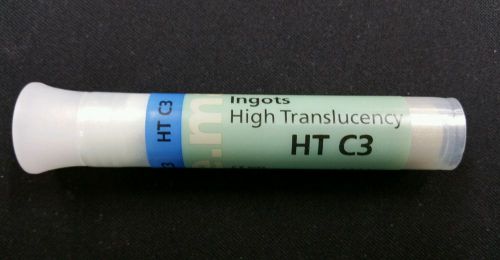 HT C3
Ingots
High Translucency
HT C3